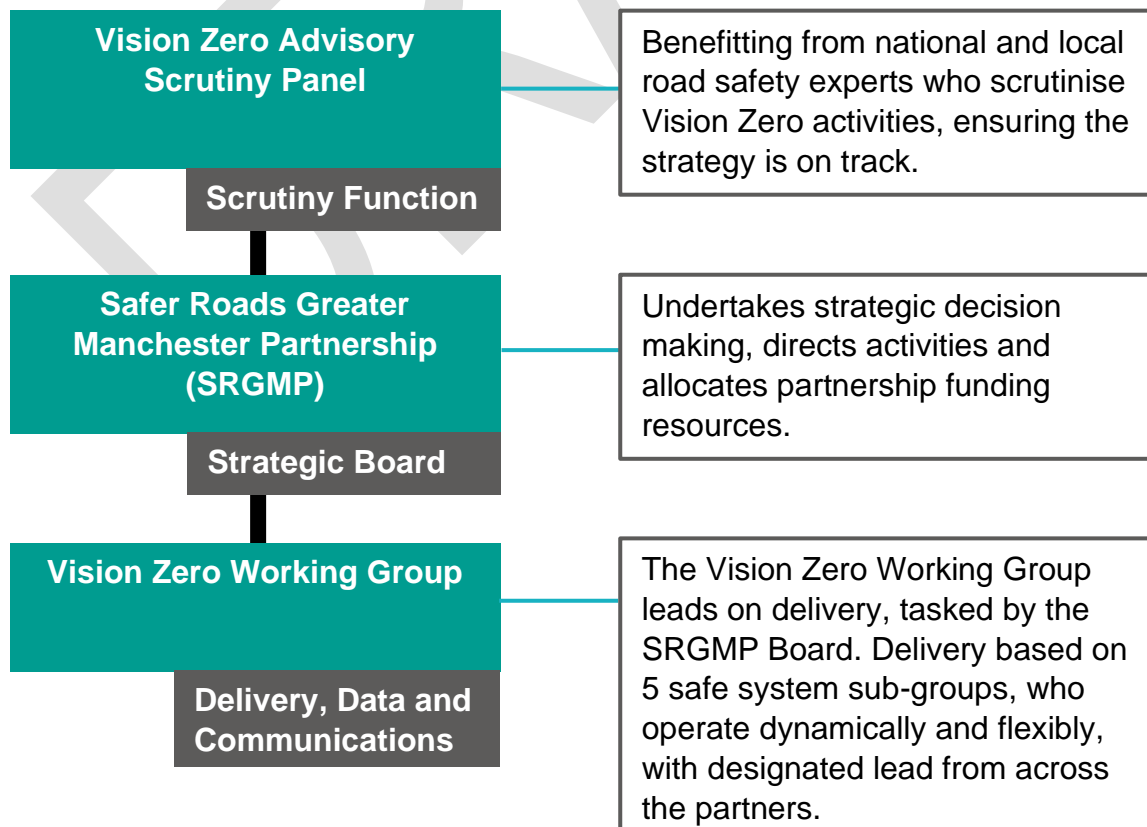 Vision Zero Advisory
Scrutiny Panel
Scrutiny Function
Benefitting from national and local
road safety experts who scrutinise
Vision Zero activities, ensuring the
strategy is on track.
Safer Roads Greater
Manchester Partnership
(SRGMP)
Strategic Board
Undertakes strategic decision
making, directs activities and
allocates partnership funding
resources.
Vision Zero Working Group
Delivery, Data and
Communications
The Vision Zero Working Group
leads on delivery, tasked by the
SRGMP Board. Delivery based on
5 safe system sub-groups, who
operate dynamically and flexibly,
with designated lead from across
the partners.